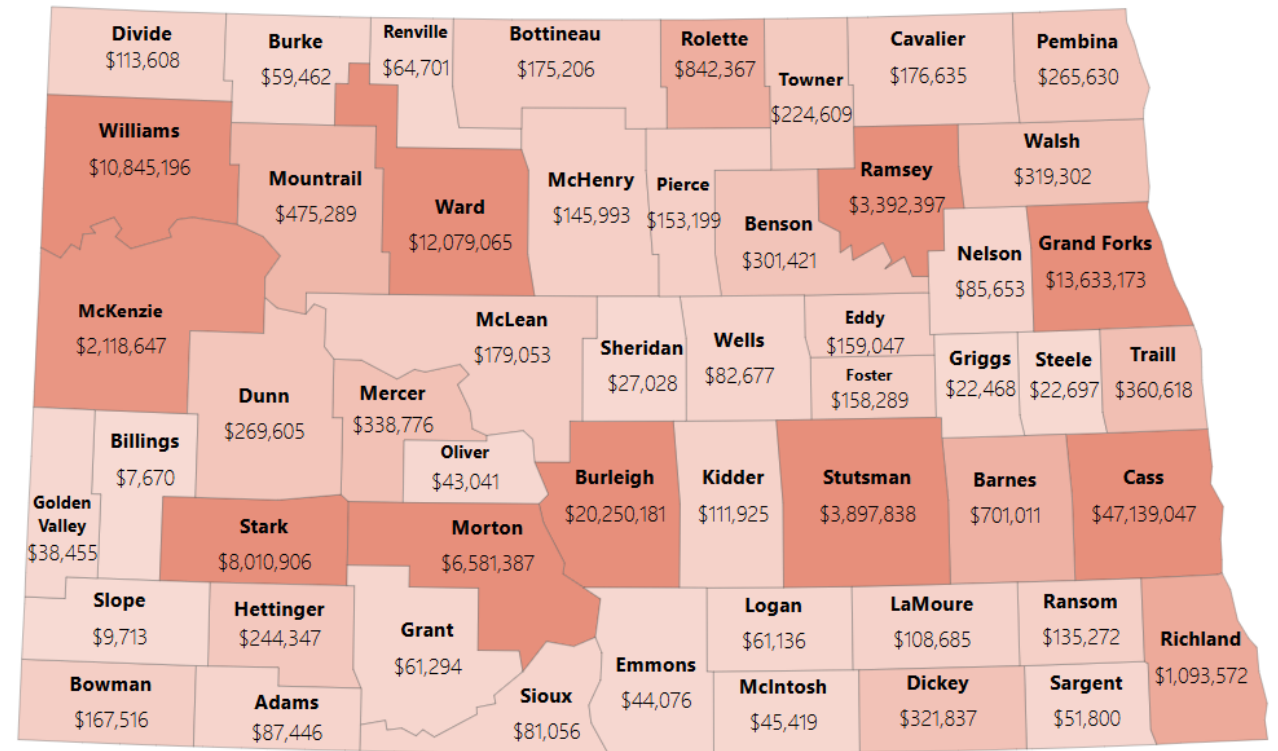 Divide
$113,608
Burke
$59,462
Renville
$64,701
Bottineau
$175,206
Rolette
$842,367
Towner
$224,609
Cavalier
$176,635
Pembina
$265,630
Williams
$10,845,196
Mountrail
$475,289
Ward
$12,079,065
McHenry
$145,993
Pierce
$153,199
Benson
$301,421
Ramsey
$3,392,397
Walsh
$319,302
Nelson
$85,653
Grand Forks
$13,633,173
McKenzie
$2,118,647
Dunn
$269,605
McLean
$179,053
Mercer
$338,776
Oliver
$43,041
Sheridan
$27,028
Wells
$82,677
Eddy
$159,047
Foster
$158,289
Griggs
$22,468
Steele
$22,697
Traill
$360,618
Billings
$7,670
Golden
Valley
$38,455
Stark
$8,010,906
Morton
$6,581,387
Burleigh
$20,250,181
Kidder
$111,925
Stutsman
$3,897,838
Barnes
$701,011
Cass
$47,139,047
Slope
$9,713
Hettinger
$244,347
Grant
$61,294
Bowman
$167,516
Adams
$87,446
Sioux
$81,056
Emmons
$44,076
Logan
$61,136
McIntosh
$45,419
LaMoure
$108,685
Dickey
$321,837
Ransom
$135,272
Sargent
$51,800
Richland
$1,093,572